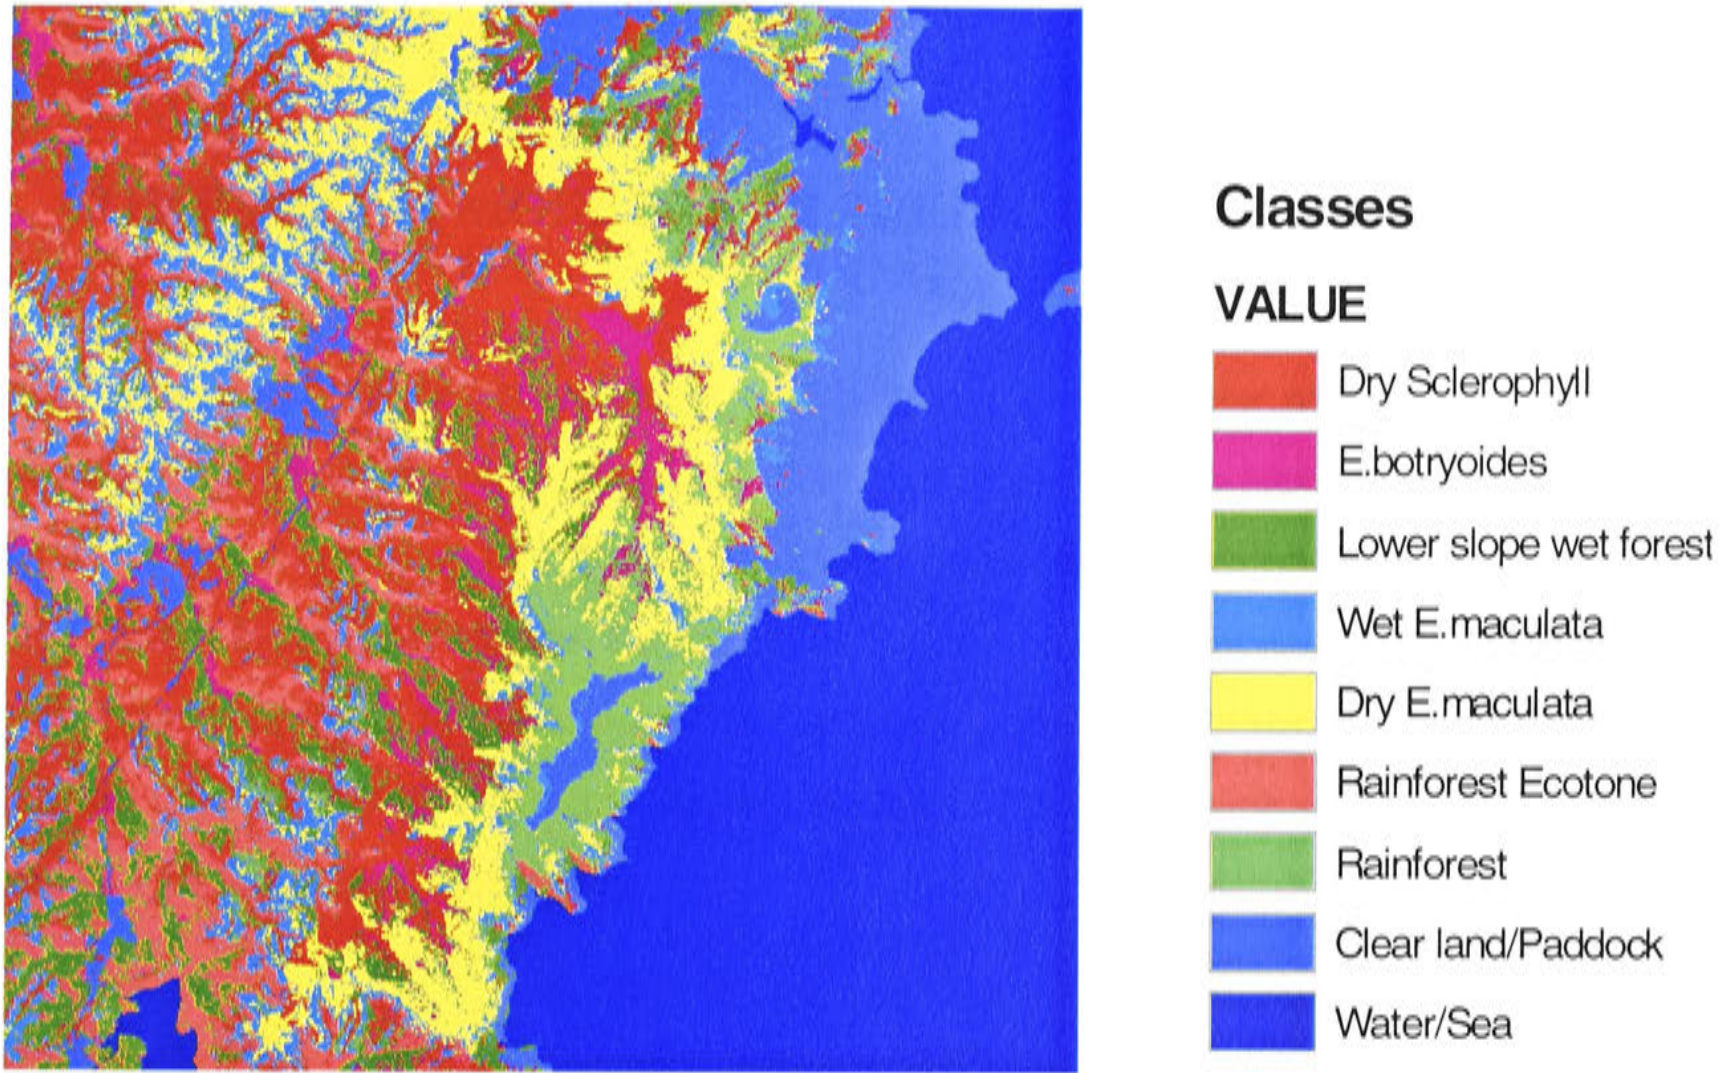 Classes
VALUE
Dry Sclerophyll
E.botryoides
Lower slope wet forest
Wet E.maculata
Dry E.maculata
Rainforest Ecotone
Rainforest
Clear land/Paddock
Water/Sea